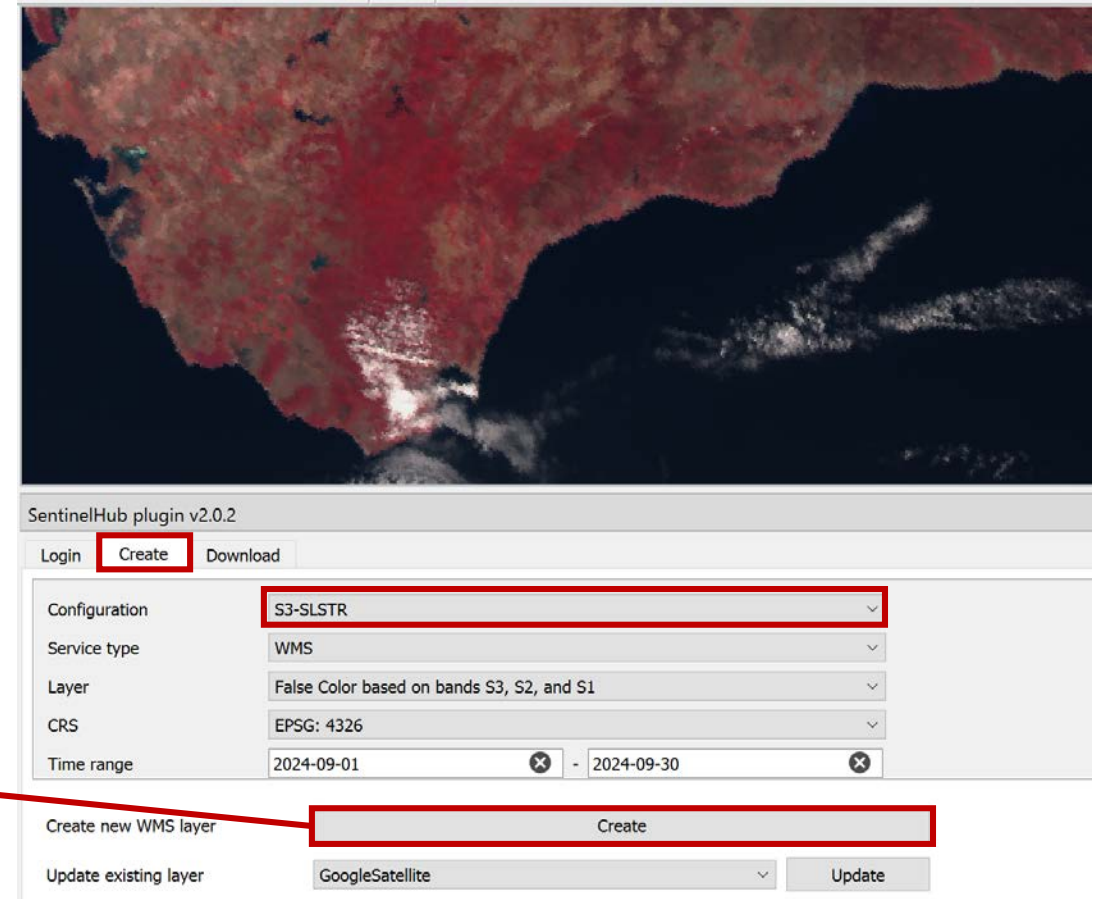 SentinelHub plugin v2.0.2
Login Create Download
Configuration S3-SLSTR
Service type WMS
Layer False Color based on bands S3, S2, and S1
CRS EPSG: 4326
Time range 2024-09-01 - 2024-09-30
Create new WMS layer Create
Update existing layer GoogleSatellite Update